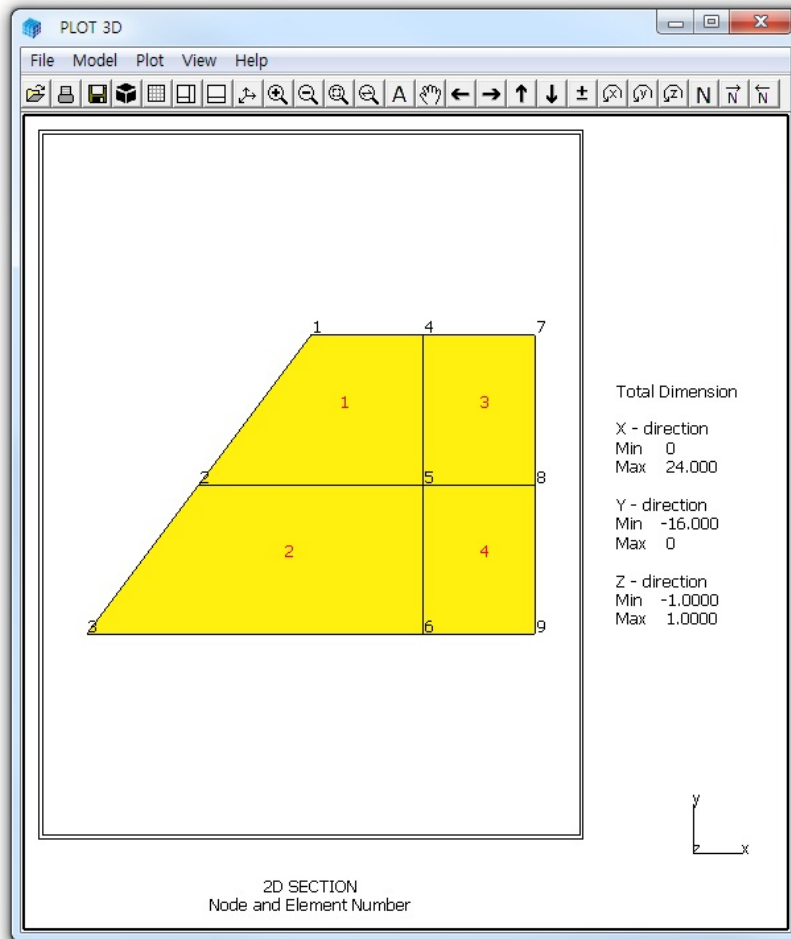 PLOT 3D
File Model Plot View Help
A ± x y z N N N
1 4 7
1 3
2 5 8
2 4
3 6 9
Total Dimension
X - direction
Min 0
Max 24.000
Y - direction
Min -16.000
Max 0
Z - direction
Min -1.0000
Max 1.0000
y
z x
2D SECTION
Node and Element Number